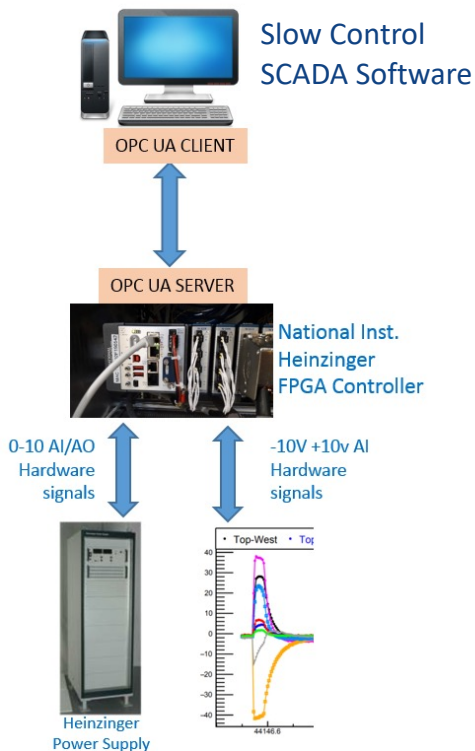 Slow Control
SCADA Software
OPC UA CLIENT
OPC UA SERVER
National Inst.
Heinzinger
FPGA Controller
0-10 AI/AO
Hardware
signals
-10V +10v AI
Hardware
signals
Top-West
40
30
20
10
0
-10
-20
-30
-40
44146.6
Heinzinger
Power Supply